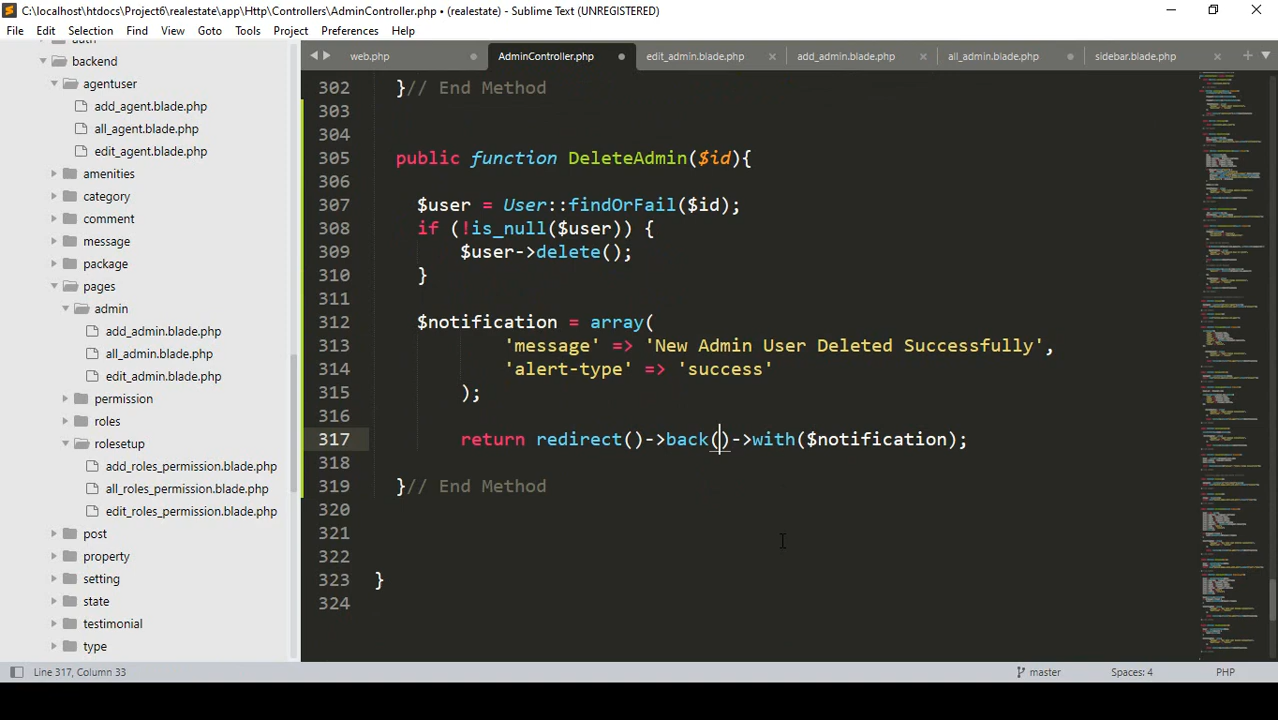 C:\localhost\htdocs\Project6\realestate\app\Http\Controllers\AdminController.php • (realestate) - Sublime Text (UNREGISTERED)
File Edit Selection Find View Goto Tools Project Preferences Help
web.php AdminController.php edit_admin.blade.php add_admin.blade.php all_admin.blade.php sidebar.blade.php
backend
agentuser
add_agent.blade.php
all_agent.blade.php
edit_agent.blade.php
amenities
category
comment
message
package
pages
admin
add_admin.blade.php
all_admin.blade.php
edit_admin.blade.php
permission
roles
rolesetup
add_roles_permission.blade.php
all_roles_permission.blade.php
edit_roles_permission.blade.php
post
property
setting
state
testimonial
type
302 }// End Method
303
304
305 public function DeleteAdmin($id){
306
307 $user = User::findOrFail($id);
308 if (!is_null($user)) {
309 $user->delete();
310 }
311
312 $notification = array(
313 'message' => 'New Admin User Deleted Successfully',
314 'alert-type' => 'success'
315 );
316
317 return redirect()->back()->with($notification);
318
319 }// End Method
320
321
322
323 }
324
Line 317, Column 33 master Spaces: 4 PHP